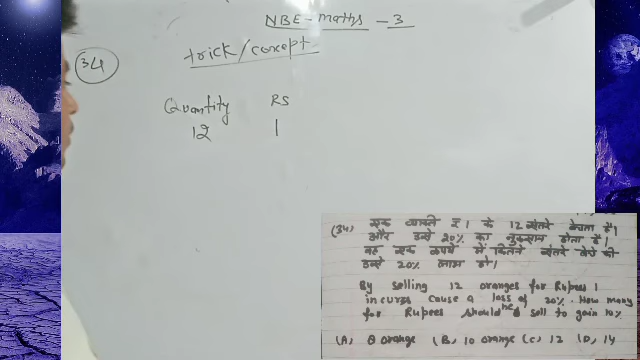 NBE - maths - 3
34
trick/concept
Quantity RS
12 1
(34) एक व्यक्ति ₹ 1 के 12 संतरे बेचता है।
और उसे 20% का नुकसान होता है।
वह एक रूपये में कितने संतरे बेचे की
उसे 20% लाभ हो।
By selling 12 oranges for Rupees 1
incurs cause a loss of 20%. How many
for Rupees should he sell to gain 10%
(A) 8 orange (B) 10 orange (C) 12 (D) 14